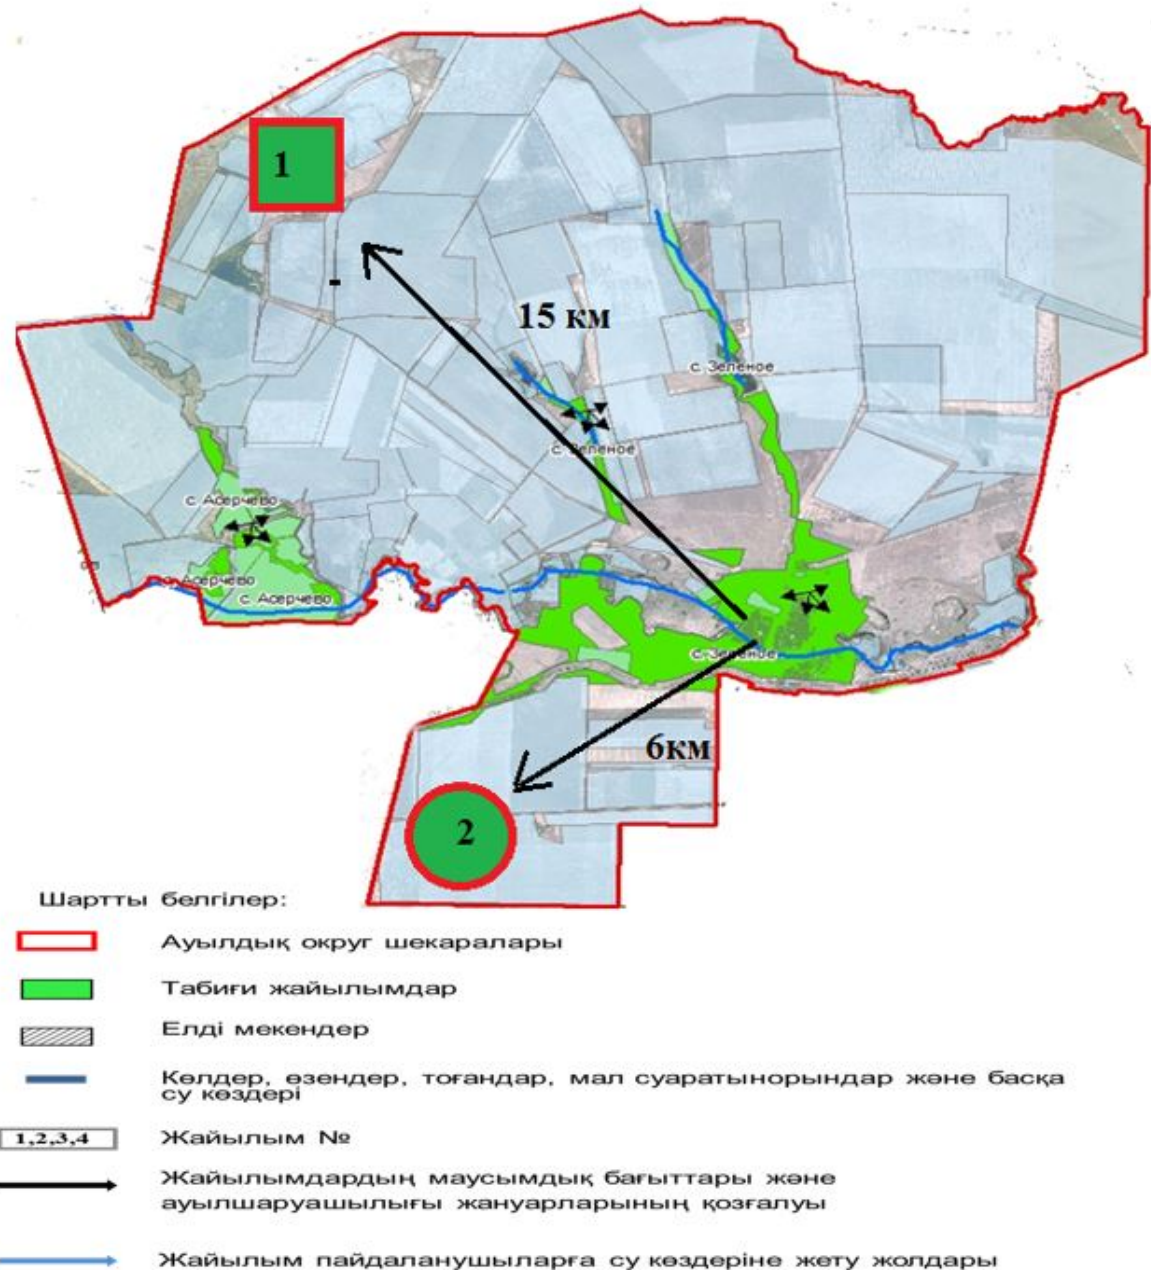 1
15 км
с. Зеленое
с. Зеленое
с. Асерчево
с. Асерчево
с. Асерчево
с. Зеленое
6км
2
Шартты белгілер:
Ауылдық округ шекаралары
Табиғи жайылымдар
Елді мекендер
Көлдер, өзендер, тоғандар, мал суаратынорындар және басқа
су көздері
1,2,3,4
Жайылым №
Жайылымдардың маусымдық бағыттары және
ауылшаруашылығы жануарларының қозғалуы
Жайылым пайдаланушыларға су көздеріне жету жолдары